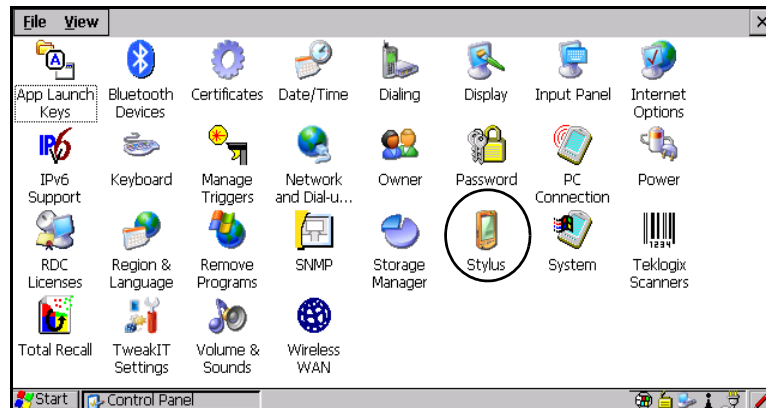 File View
App Launch Keys
Bluetooth Devices
Certificates
Date/Time
Dialing
Display
Input Panel
Internet Options
IPv6 Support
Keyboard
Manage Triggers
Network and Dial-u...
Owner
Password
PC Connection
Power
RDC Licenses
Region & Language
Remove Programs
SNMP
Storage Manager
Stylus
System
1234
Teklogix Scanners
Total Recall
TweakIT Settings
Volume & Sounds
Wireless WAN
Start Control Panel